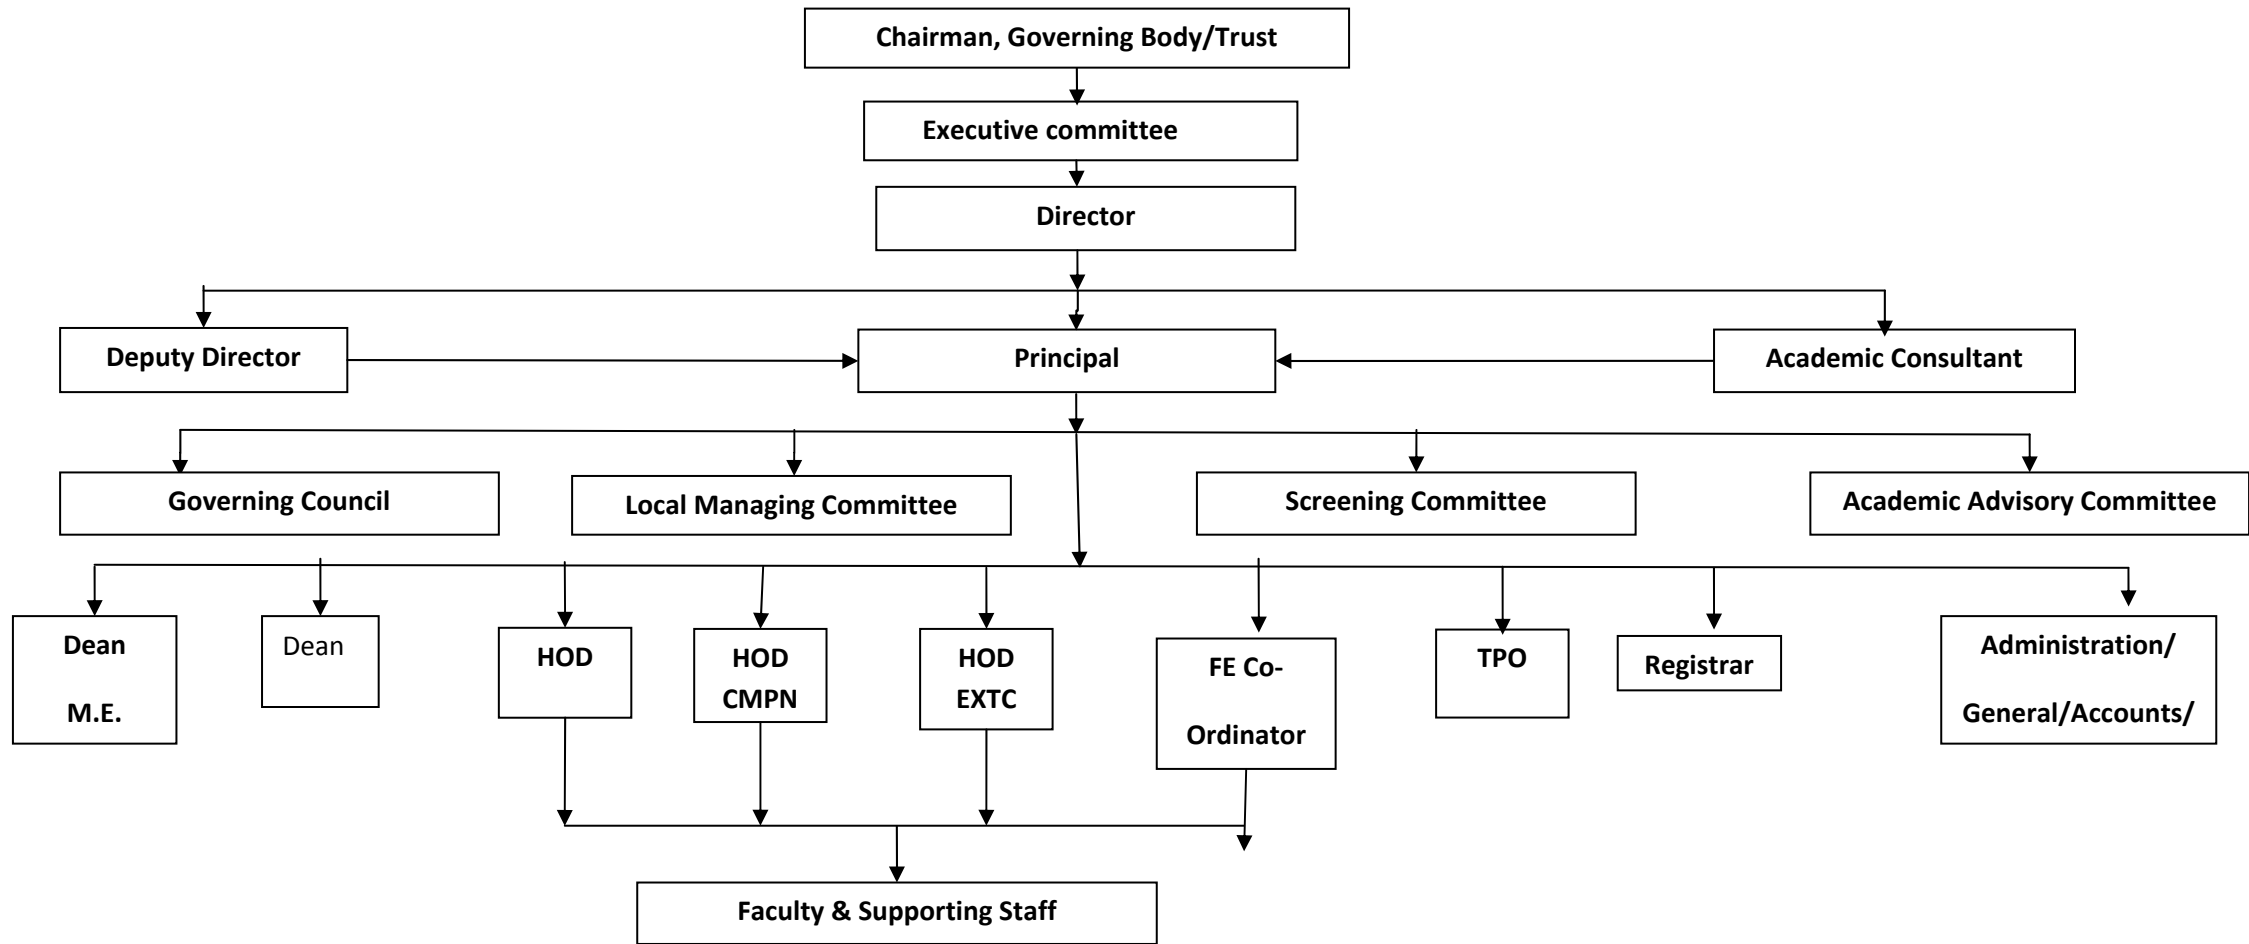 Chairman, Governing Body/Trust
Executive committee
Director
Deputy Director
Principal
Academic Consultant
Governing Council
Local Managing Committee
Screening Committee
Academic Advisory Committee
Dean
M.E.
Dean
HOD
HOD
CMPN
HOD
EXTC
FE Co-
Ordinator
TPO
Registrar
Administration/
General/Accounts/
Faculty & Supporting Staff